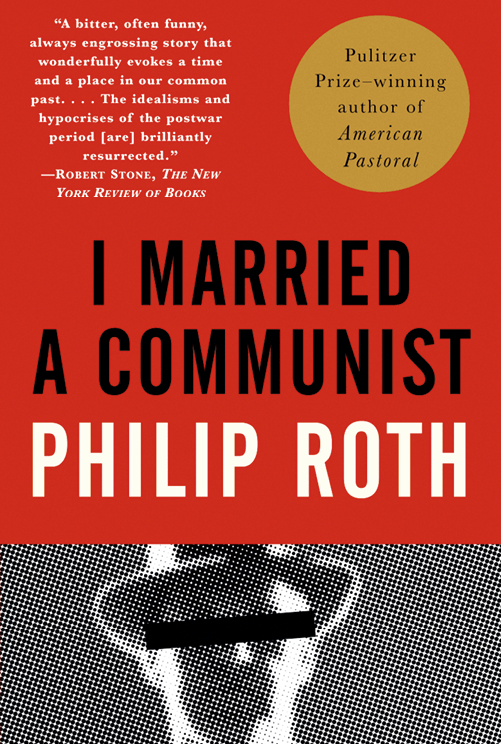 “A bitter, often funny,
always engrossing story that
wonderfully evokes a time
and a place in our common
past. . . . The idealisms and
hypocrises of the postwar
period [are] brilliantly
resurrected.”
—Robert Stone, The New
York Review of Books
Pulitzer
Prize–winning
author of
American
Pastoral
I MARRIED
A COMMUNIST
PHILIP ROTH